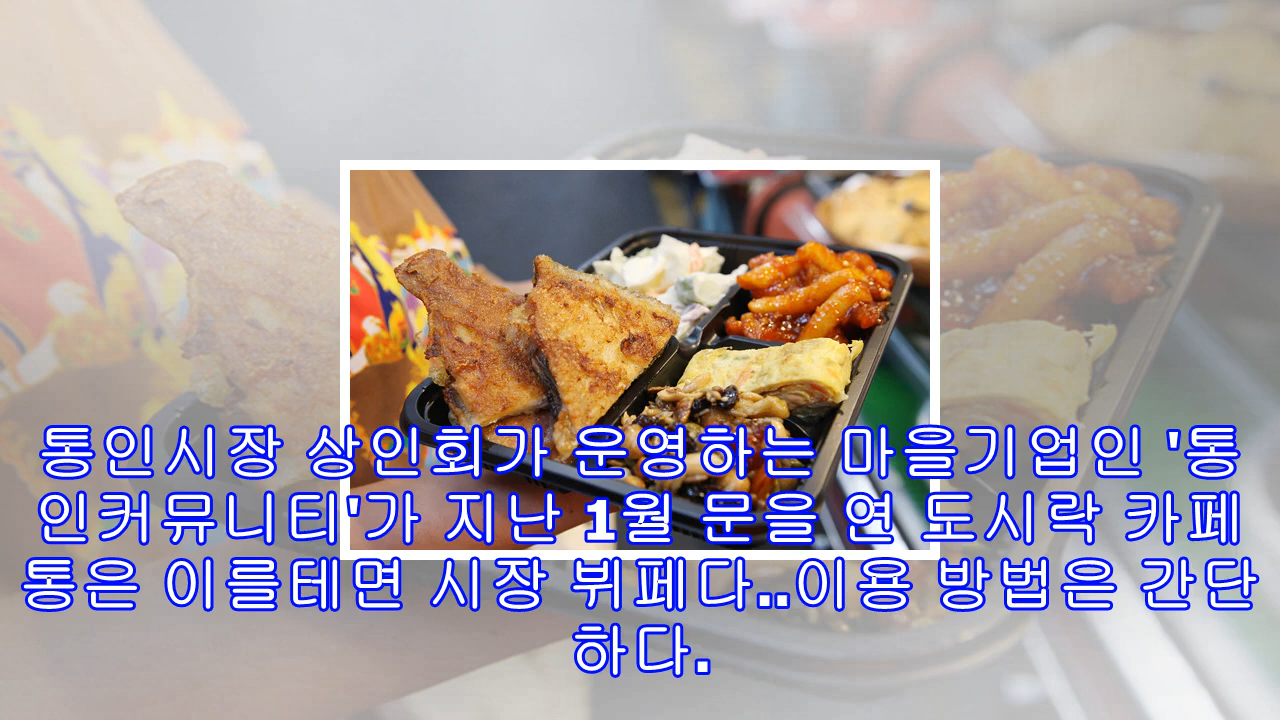 통인시장 상인회가 운영하는 마을기업인 '통
인커뮤니티'가 지난 1월 문을 연 도시락 카페
통은 이를테면 시장 뷔페다..이용 방법은 간단
하다.